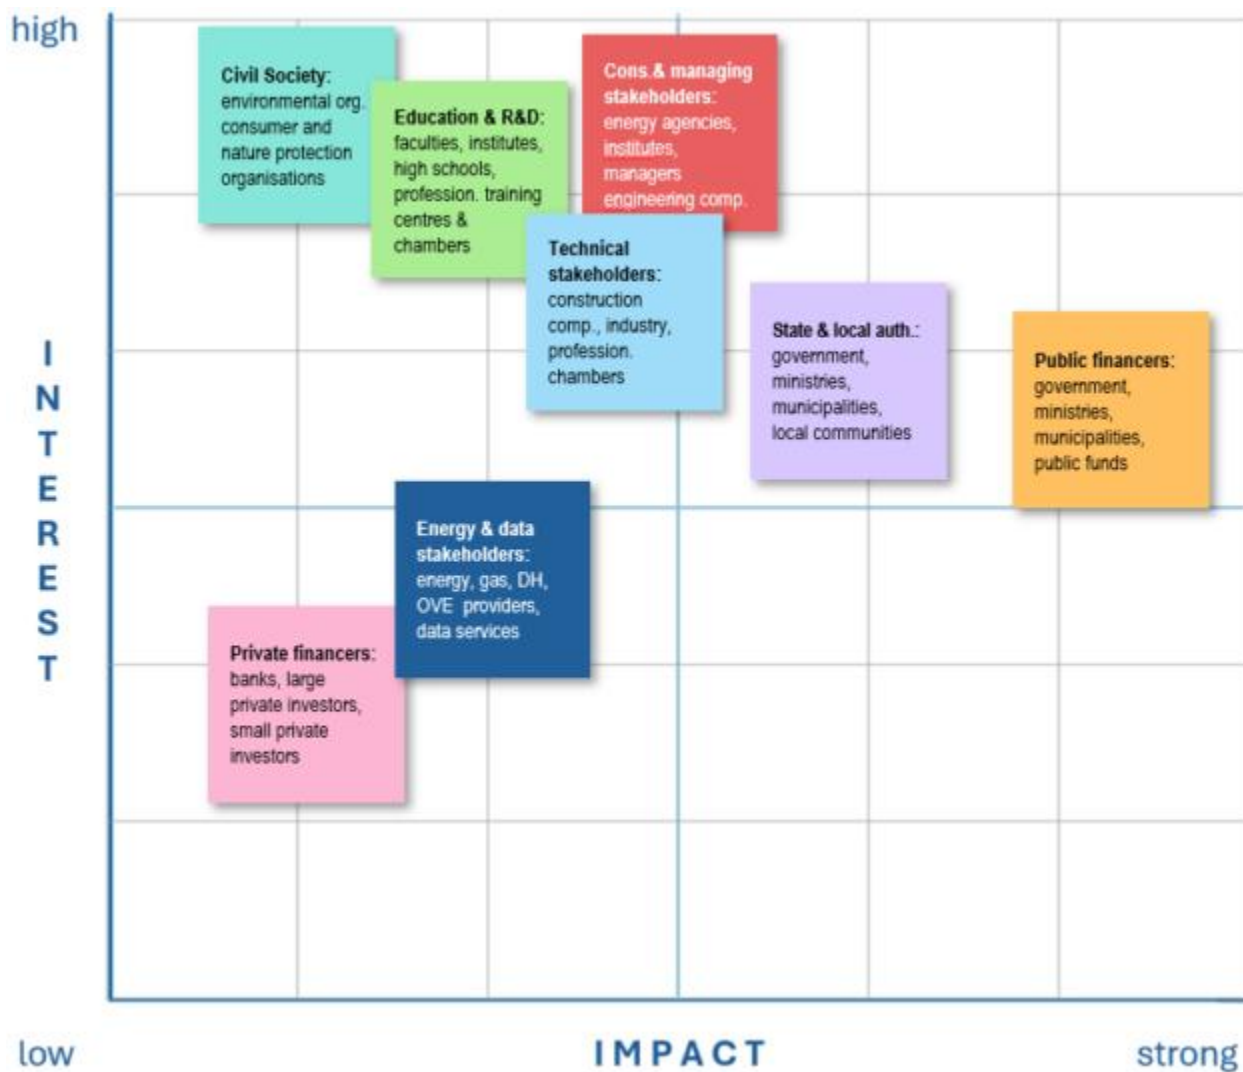 high
Civil Society:
environmental org.
consumer and
nature protection
organisations
Education & R&D:
faculties, institutes,
high schools,
profession. training
centres &
chambers
Cons.& managing
stakeholders:
energy agencies,
institutes,
managers
engineering comp.
Technical
stakeholders:
construction
comp., industry,
profession.
chambers
State & local auth.:
government,
ministries,
municipalities,
local communities
Public financers:
government,
ministries,
municipalities,
public funds
INTEREST
Energy & data
stakeholders:
energy, gas, DH,
OVE providers,
data services
Private financers:
banks, large
private investors,
small private
investors
low
IMPACT
strong